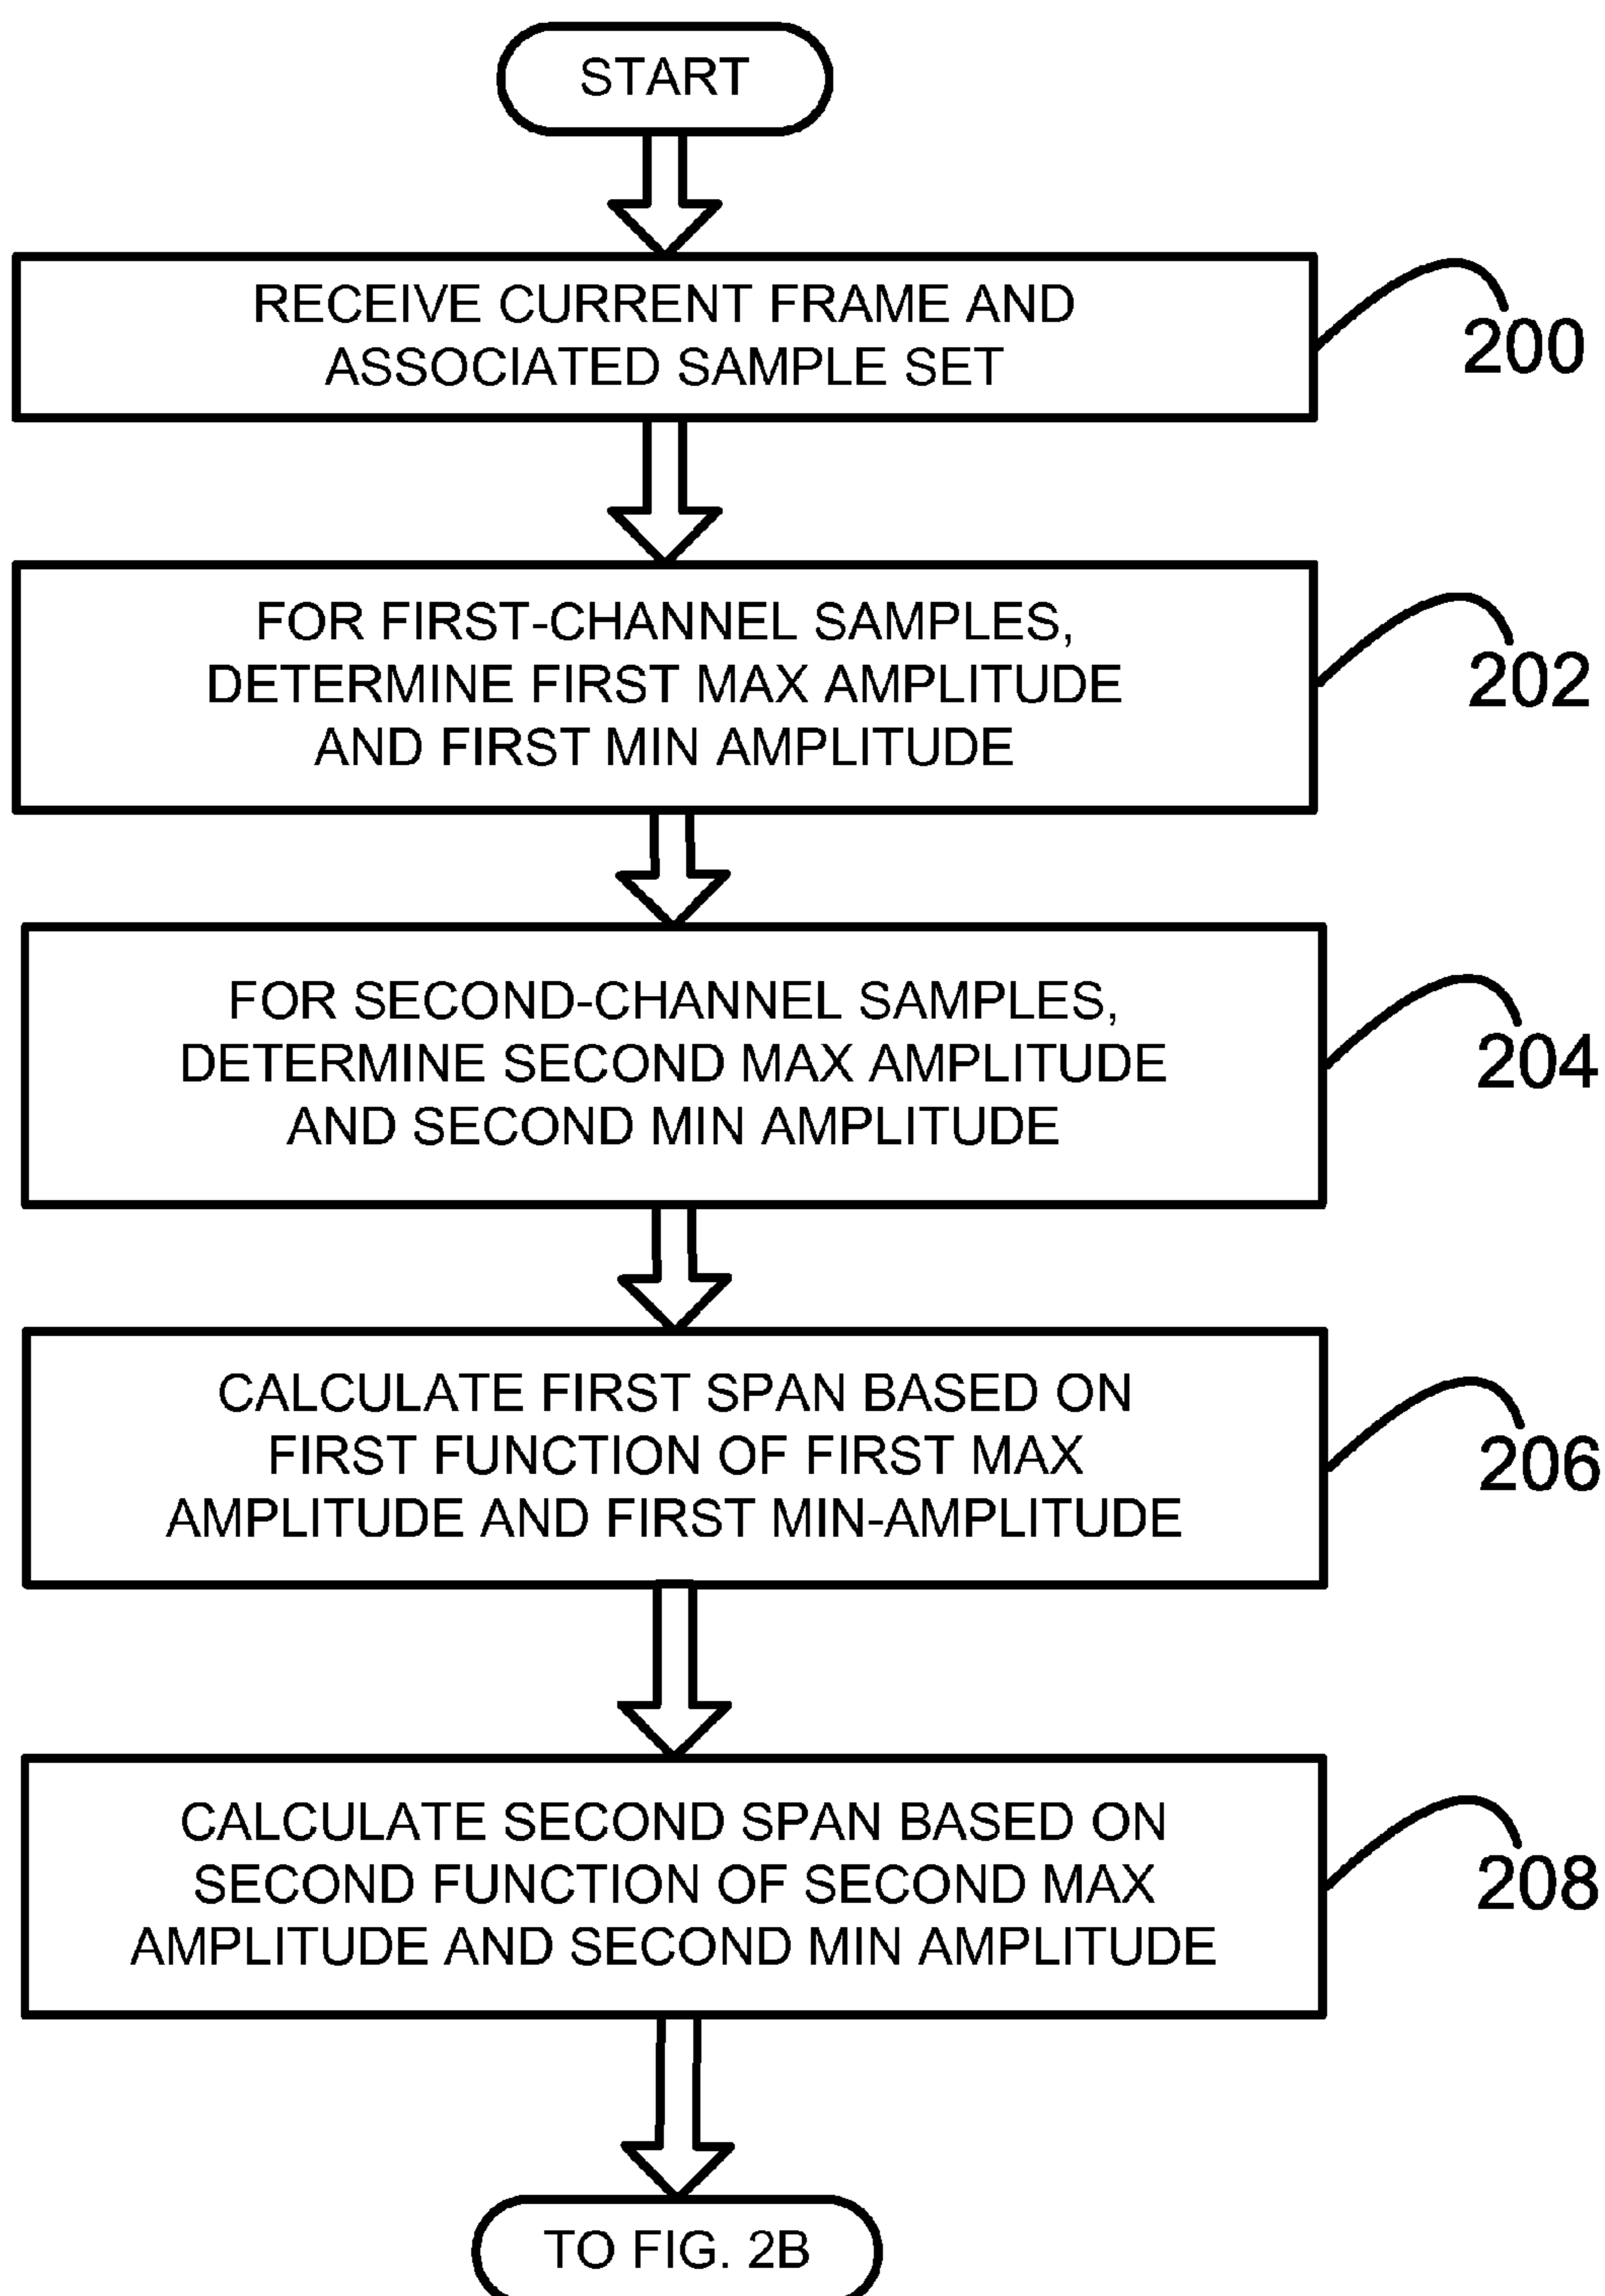 START
RECEIVE CURRENT FRAME AND
ASSOCIATED SAMPLE SET
200
FOR FIRST-CHANNEL SAMPLES,
DETERMINE FIRST MAX AMPLITUDE
AND FIRST MIN AMPLITUDE
202
FOR SECOND-CHANNEL SAMPLES,
DETERMINE SECOND MAX AMPLITUDE
AND SECOND MIN AMPLITUDE
204
CALCULATE FIRST SPAN BASED ON
FIRST FUNCTION OF FIRST MAX
AMPLITUDE AND FIRST MIN-AMPLITUDE
206
CALCULATE SECOND SPAN BASED ON
SECOND FUNCTION OF SECOND MAX
AMPLITUDE AND SECOND MIN AMPLITUDE
208
TO FIG. 2B